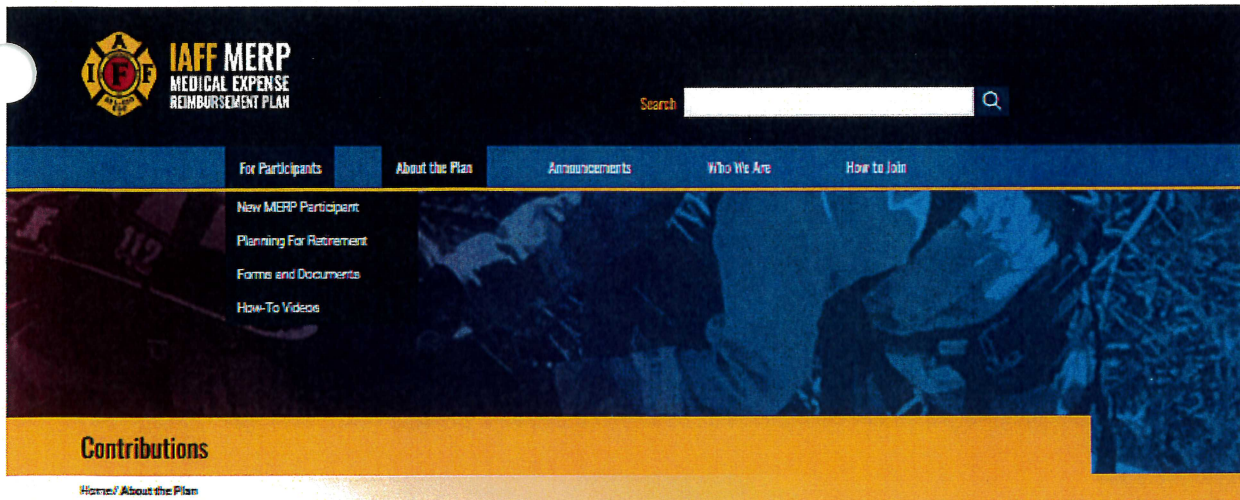 IAFF MERP
MEDICAL EXPENSE
REIMBURSEMENT PLAN
I A F F
Search
For Participants About the Plan Announcements Who We Are How to Join
New MERP Participant
Planning For Retirement
Forms and Documents
How-To Videos
112
Contributions
Home/ About the Plan